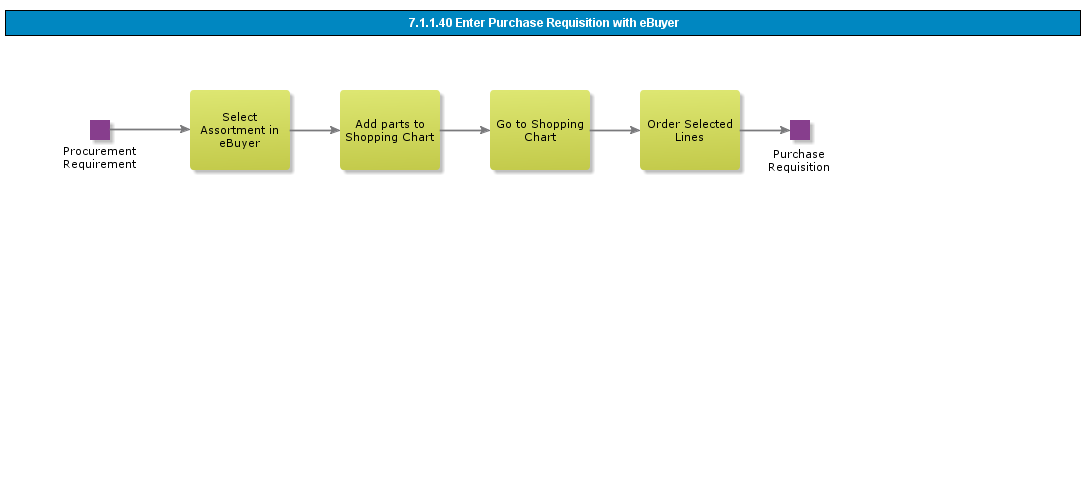 7.1.1.40 Enter Purchase Requisition with eBuyer
Procurement
Requirement
Select
Assortment in
eBuyer
Add parts to
Shopping Chart
Go to Shopping
Chart
Order Selected
Lines
Purchase
Requisition